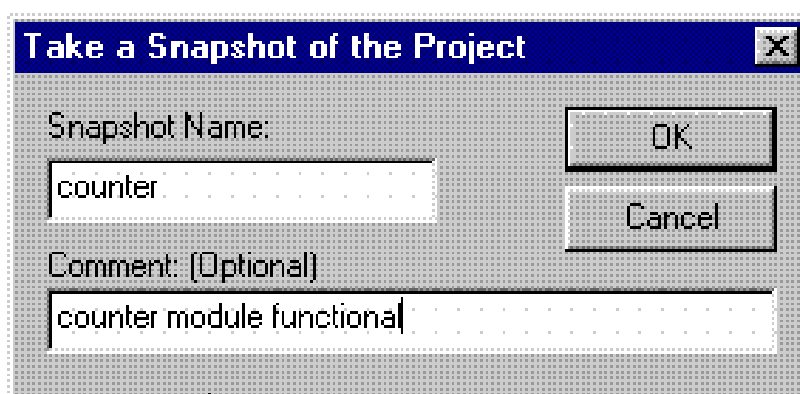 Take a Snapshot of the Project
Snapshot Name:
OK
counter
Cancel
Comment: (Optional)
counter module functional